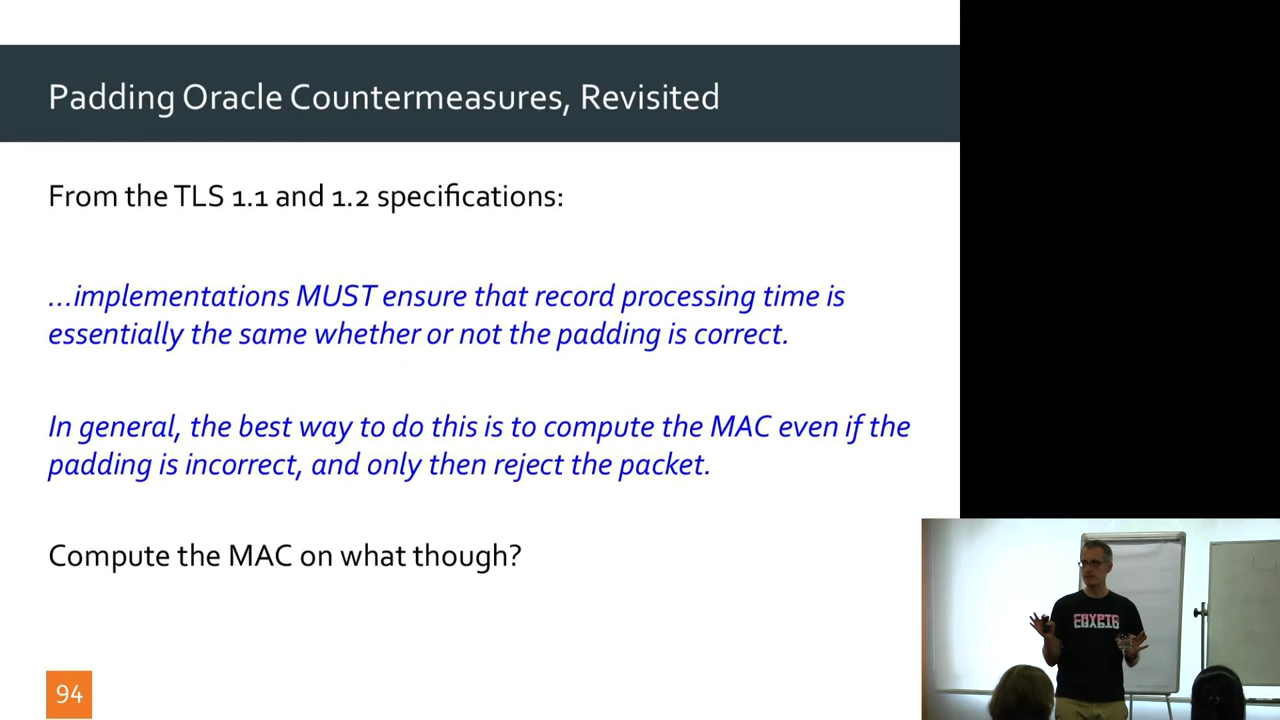 Padding Oracle Countermeasures, Revisited
From the TLS 1.1 and 1.2 specifications:
…implementations MUST ensure that record processing time is
essentially the same whether or not the padding is correct.
In general, the best way to do this is to compute the MAC even if the
padding is incorrect, and only then reject the packet.
Compute the MAC on what though?
94
CRYPTO